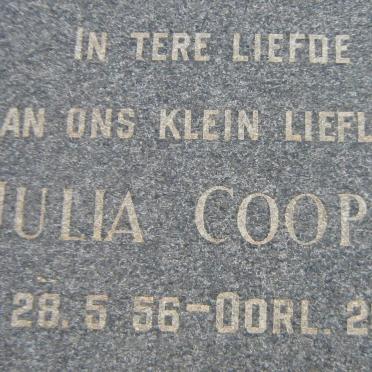 IN TERE LIEFDE
AN ONS KLEIN LIEFL
JULIA COOP
28.5 56-OORL. 2